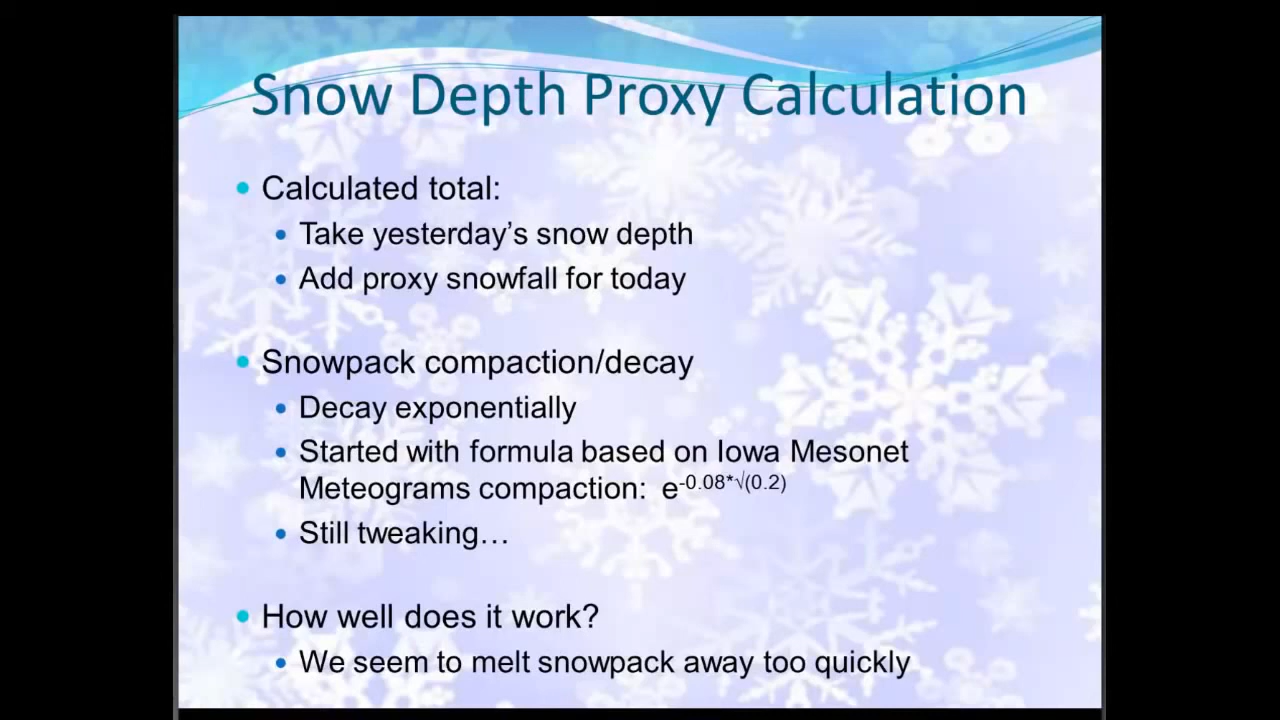 Snow Depth Proxy Calculation
• Calculated total:
• Take yesterday’s snow depth
• Add proxy snowfall for today
• Snowpack compaction/decay
• Decay exponentially
• Started with formula based on Iowa Mesonet
Meteograms compaction: e^-0.08*√(0.2)
• Still tweaking…
• How well does it work?
• We seem to melt snowpack away too quickly